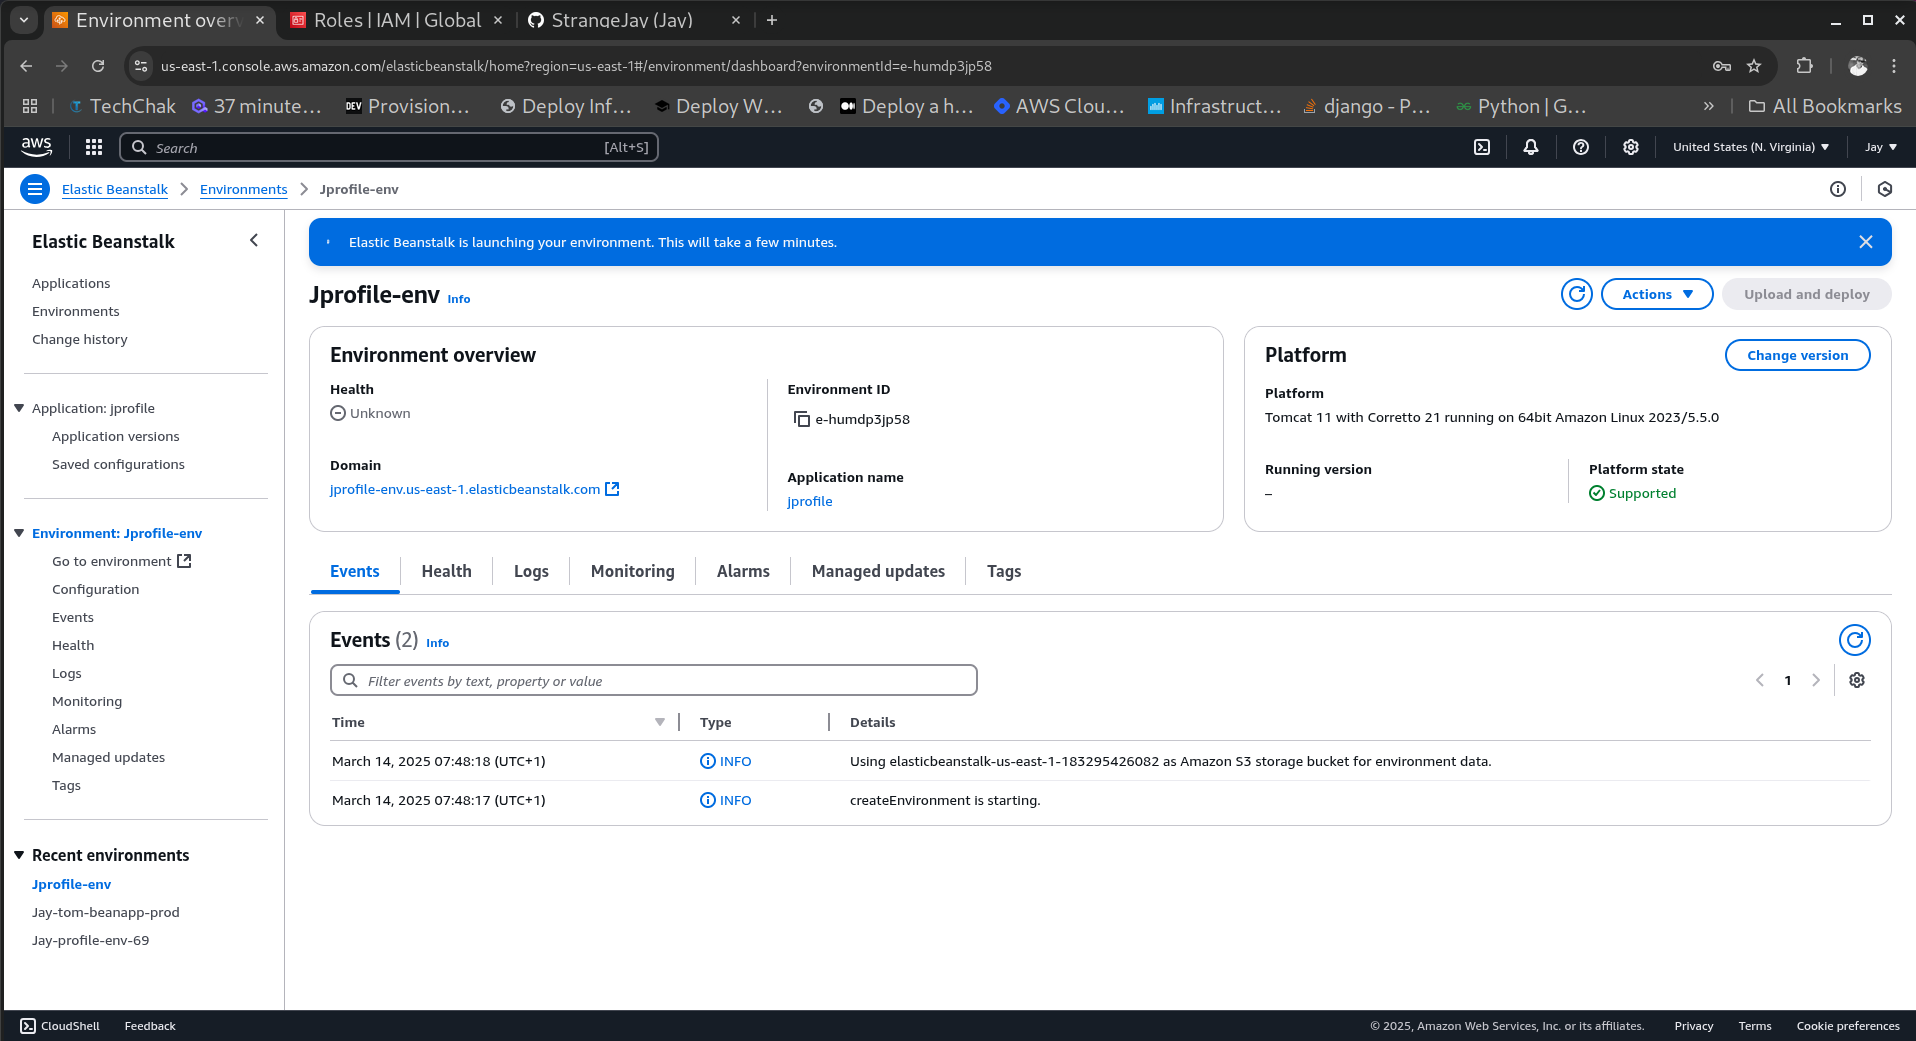 Environment over
Roles | IAM | Global
StrangeJay (Jay)
us-east-1.console.aws.amazon.com/elasticbeanstalk/home?region=us-east-1#/environment/dashboard?environmentId=e-humdp3jp58
TechChak
37 minute...
DEV Provision...
Deploy Inf...
Deploy W...
Deploy a h...
AWS Clou...
Infrastruct...
django - P...
Python | G...
» All Bookmarks
aws
Search [Alt+S]
United States (N. Virginia)
Jay
Elastic Beanstalk > Environments > Jprofile-env
Elastic Beanstalk
Applications
Environments
Change history
Application: jprofile
Application versions
Saved configurations
Environment: Jprofile-env
Go to environment
Configuration
Events
Health
Logs
Monitoring
Alarms
Managed updates
Tags
Recent environments
Jprofile-env
Jay-tom-beanapp-prod
Jay-profile-env-69
Elastic Beanstalk is launching your environment. This will take a few minutes.
Jprofile-env Info
Actions
Upload and deploy
Environment overview
Health
Unknown
Domain
jprofile-env.us-east-1.elasticbeanstalk.com
Environment ID
e-humdp3jp58
Application name
jprofile
Platform
Change version
Platform
Tomcat 11 with Corretto 21 running on 64bit Amazon Linux 2023/5.5.0
Running version
–
Platform state
Supported
Events
Health
Logs
Monitoring
Alarms
Managed updates
Tags
Events (2) Info
Filter events by text, property or value
1
Time Type Details
March 14, 2025 07:48:18 (UTC+1) INFO Using elasticbeanstalk-us-east-1-183295426082 as Amazon S3 storage bucket for environment data.
March 14, 2025 07:48:17 (UTC+1) INFO createEnvironment is starting.
CloudShell
Feedback
© 2025, Amazon Web Services, Inc. or its affiliates.
Privacy
Terms
Cookie preferences